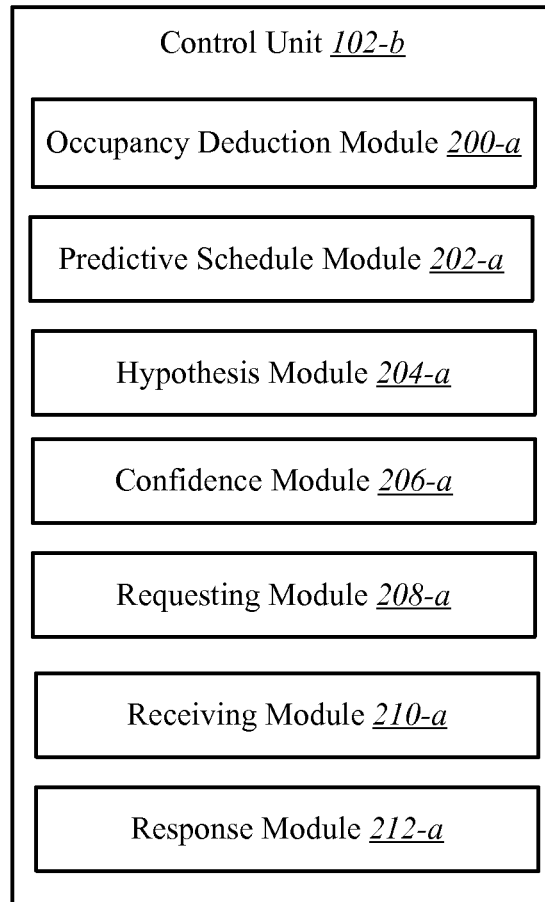 Control Unit 102-b
Occupancy Deduction Module 200-a
Predictive Schedule Module 202-a
Hypothesis Module 204-a
Confidence Module 206-a
Requesting Module 208-a
Receiving Module 210-a
Response Module 212-a